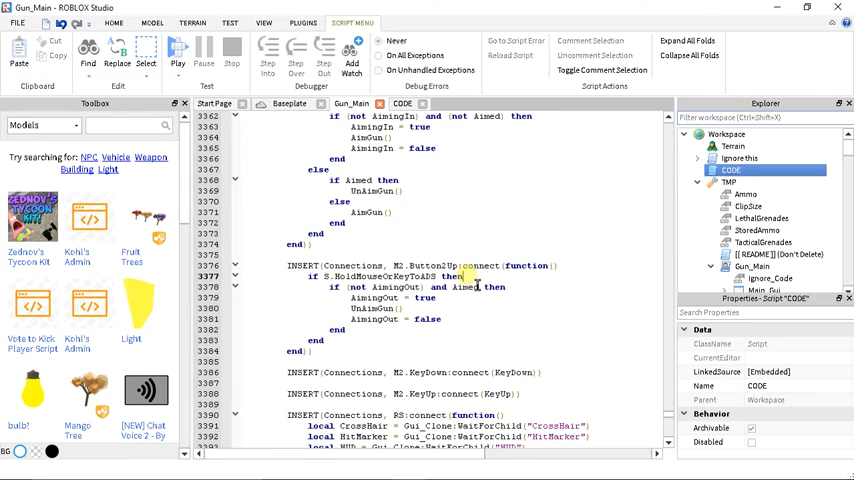 Gun_Main - ROBLOX Studio
FILE HOME MODEL TERRAIN TEST VIEW PLUGINS SCRIPT MENU
Paste Cut Copy Find Replace Select Play Pause Stop Step Into Step Over Step Out Add Watch
Never
On All Exceptions
On Unhandled Exceptions
Go to Script Error
Reload Script
Comment Selection
Uncomment Selection
Toggle Comment Selection
Expand All Folds
Collapse All Folds
Clipboard Edit Test Debugger Debug Errors Script Actions
Toolbox
Models
Try searching for: NPC Vehicle Weapon
Building Light
Zednov's Tycoon Kit!
Kohl's Admin
Fruit Trees
Vote to Kick Player Script
Kohl's Admin
Light
bulb!
Mango Tree
[NEW] Chat Voice 2 - By
BG
Start Page Baseplate Gun_Main CODE
3362 if (not AimingIn) and (not Aimed) then
3363 AimingIn = true
3364 AimGun()
3365 AimingIn = false
3366 end
3367 else
3368 if Aimed then
3369 UnAimGun()
3370 else
3371 AimGun()
3372 end
3373 end
3374 end))
3375
3376 INSERT(Connections, M2.Button2Up:connect(function()
3377 if S.HoldMouseOrKeyToADS then
3378 if (not AimingOut) and Aimed then
3379 AimingOut = true
3380 UnAimGun()
3381 AimingOut = false
3382 end
3383 end
3384 end))
3385
3386 INSERT(Connections, M2.KeyDown:connect(KeyDown))
3387
3388 INSERT(Connections, M2.KeyUp:connect(KeyUp))
3389
3390 INSERT(Connections, RS:connect(function()
3391 local CrossHair = Gui_Clone:WaitForChild("CrossHair")
3392 local HitMarker = Gui_Clone:WaitForChild("HitMarker")
3393 local HUD = Gui_Clone:WaitForChild("HUD")
Explorer
Filter workspace (Ctrl+Shift+X)
Workspace
Terrain
Ignore this
CODE
TMP
Ammo
ClipSize
LethalGrenades
StoredAmmo
TacticalGrenades
[[ README ]] (Don't Delete)
Gun_Main
Ignore_Code
Main_Gui
Properties - Script "CODE"
Data
ClassName Script
CurrentEditor
LinkedSource [Embedded]
Name CODE
Parent Workspace
Behavior
Archivable
Disabled